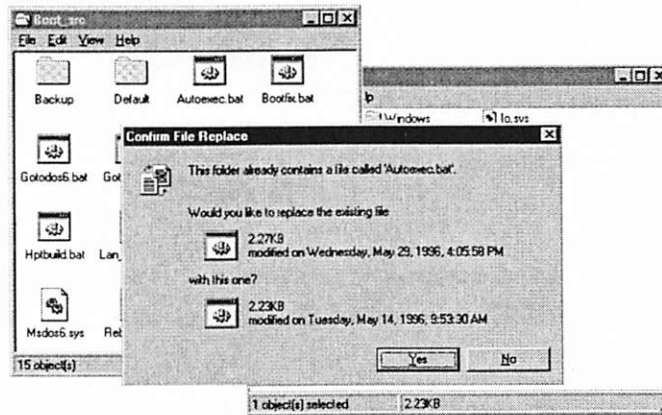 Boot_src
File Edit View Help
Backup
Default
Autoexec.bat
Bootfix.bat
Gotodos6.bat
Hptbuild.bat
Msdos6.sys
15 object(s)
Windows
Io.sys
Confirm File Replace
This folder already contains a file called 'Autoexec.bat'.
Would you like to replace the existing file
2.27KB
modified on Wednesday, May 29, 1996, 4:05:58 PM
with this one?
2.23KB
modified on Tuesday, May 14, 1996, 9:53:30 AM
Yes
No
1 object(s) selected
2.23KB